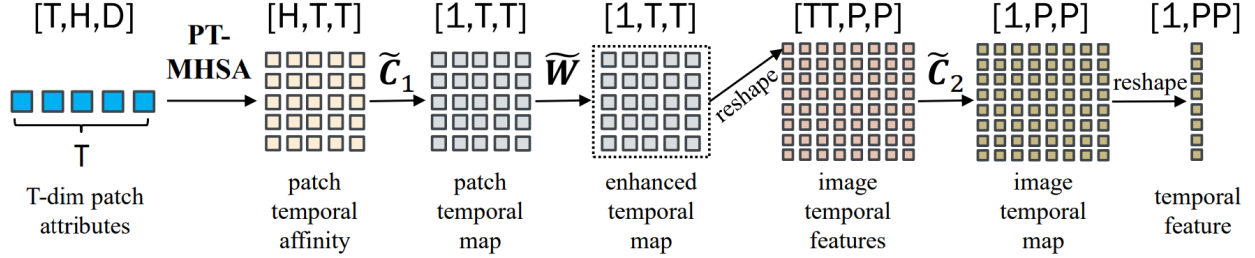 [T,H,D]
[H,T,T]
[1,T,T]
[1,T,T]
[TT,P,P]
[1,P,P]
[1,PP]
PT-
MHSA
C̃₁
W̃
reshape
C̃₂
reshape
T
T-dim patch
attributes
patch
temporal
affinity
patch
temporal
map
enhanced
temporal
map
image
temporal
features
image
temporal
map
temporal
feature